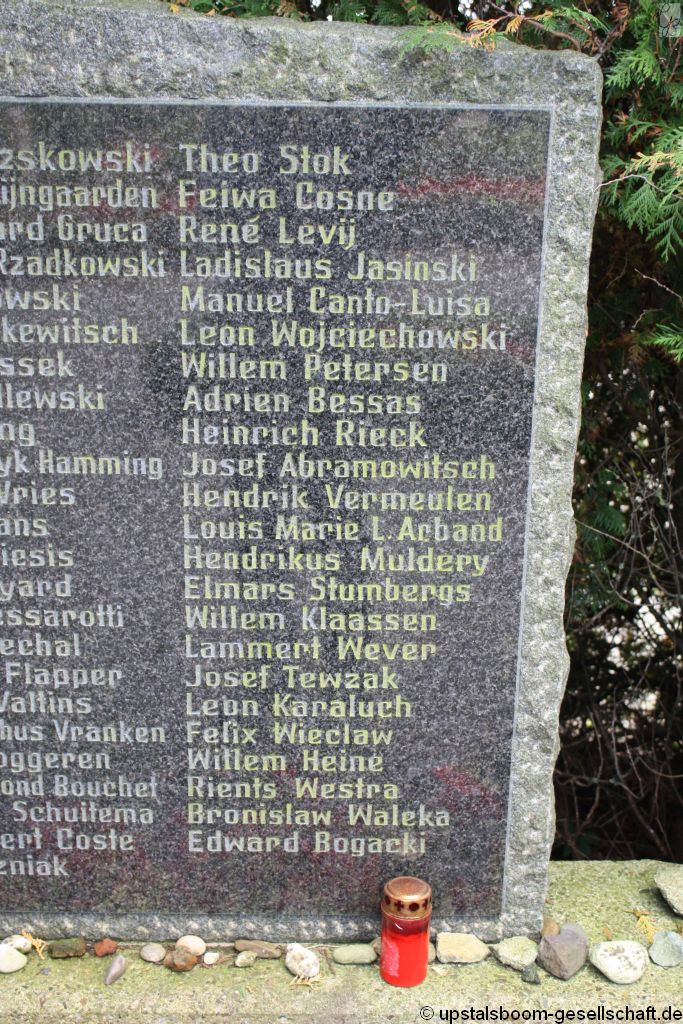 zskowski Theo Stok
ijngaarden Feiwa Cosne
ard Gruca René Levij
Rzadkowski Ladislaus Jasinski
owski Manuel Canto-Luisa
kewitsch Leon Wojciechowski
ssek Willem Petersen
llewski Adrien Bessas
ng Heinrich Rieck
yk Hamming Josef Abramowitsch
Vries Hendrik Vermeulen
ans Louis Marie L. Arband
iesis Hendrikus Muldery
yard Elmars Stumbergs
essarotti Willem Klaassen
echal Lammert Wever
Flapper Josef Tewzak
Valtins Leon Karaluch
hus Vranken Felix Wieclaw
oggeren Willem Heine
ond Bouchet Rients Westra
Schuitema Bronislaw Waleka
ert Coste Edward Bogacki
zniak
© upstalsboom-gesellschaft.de